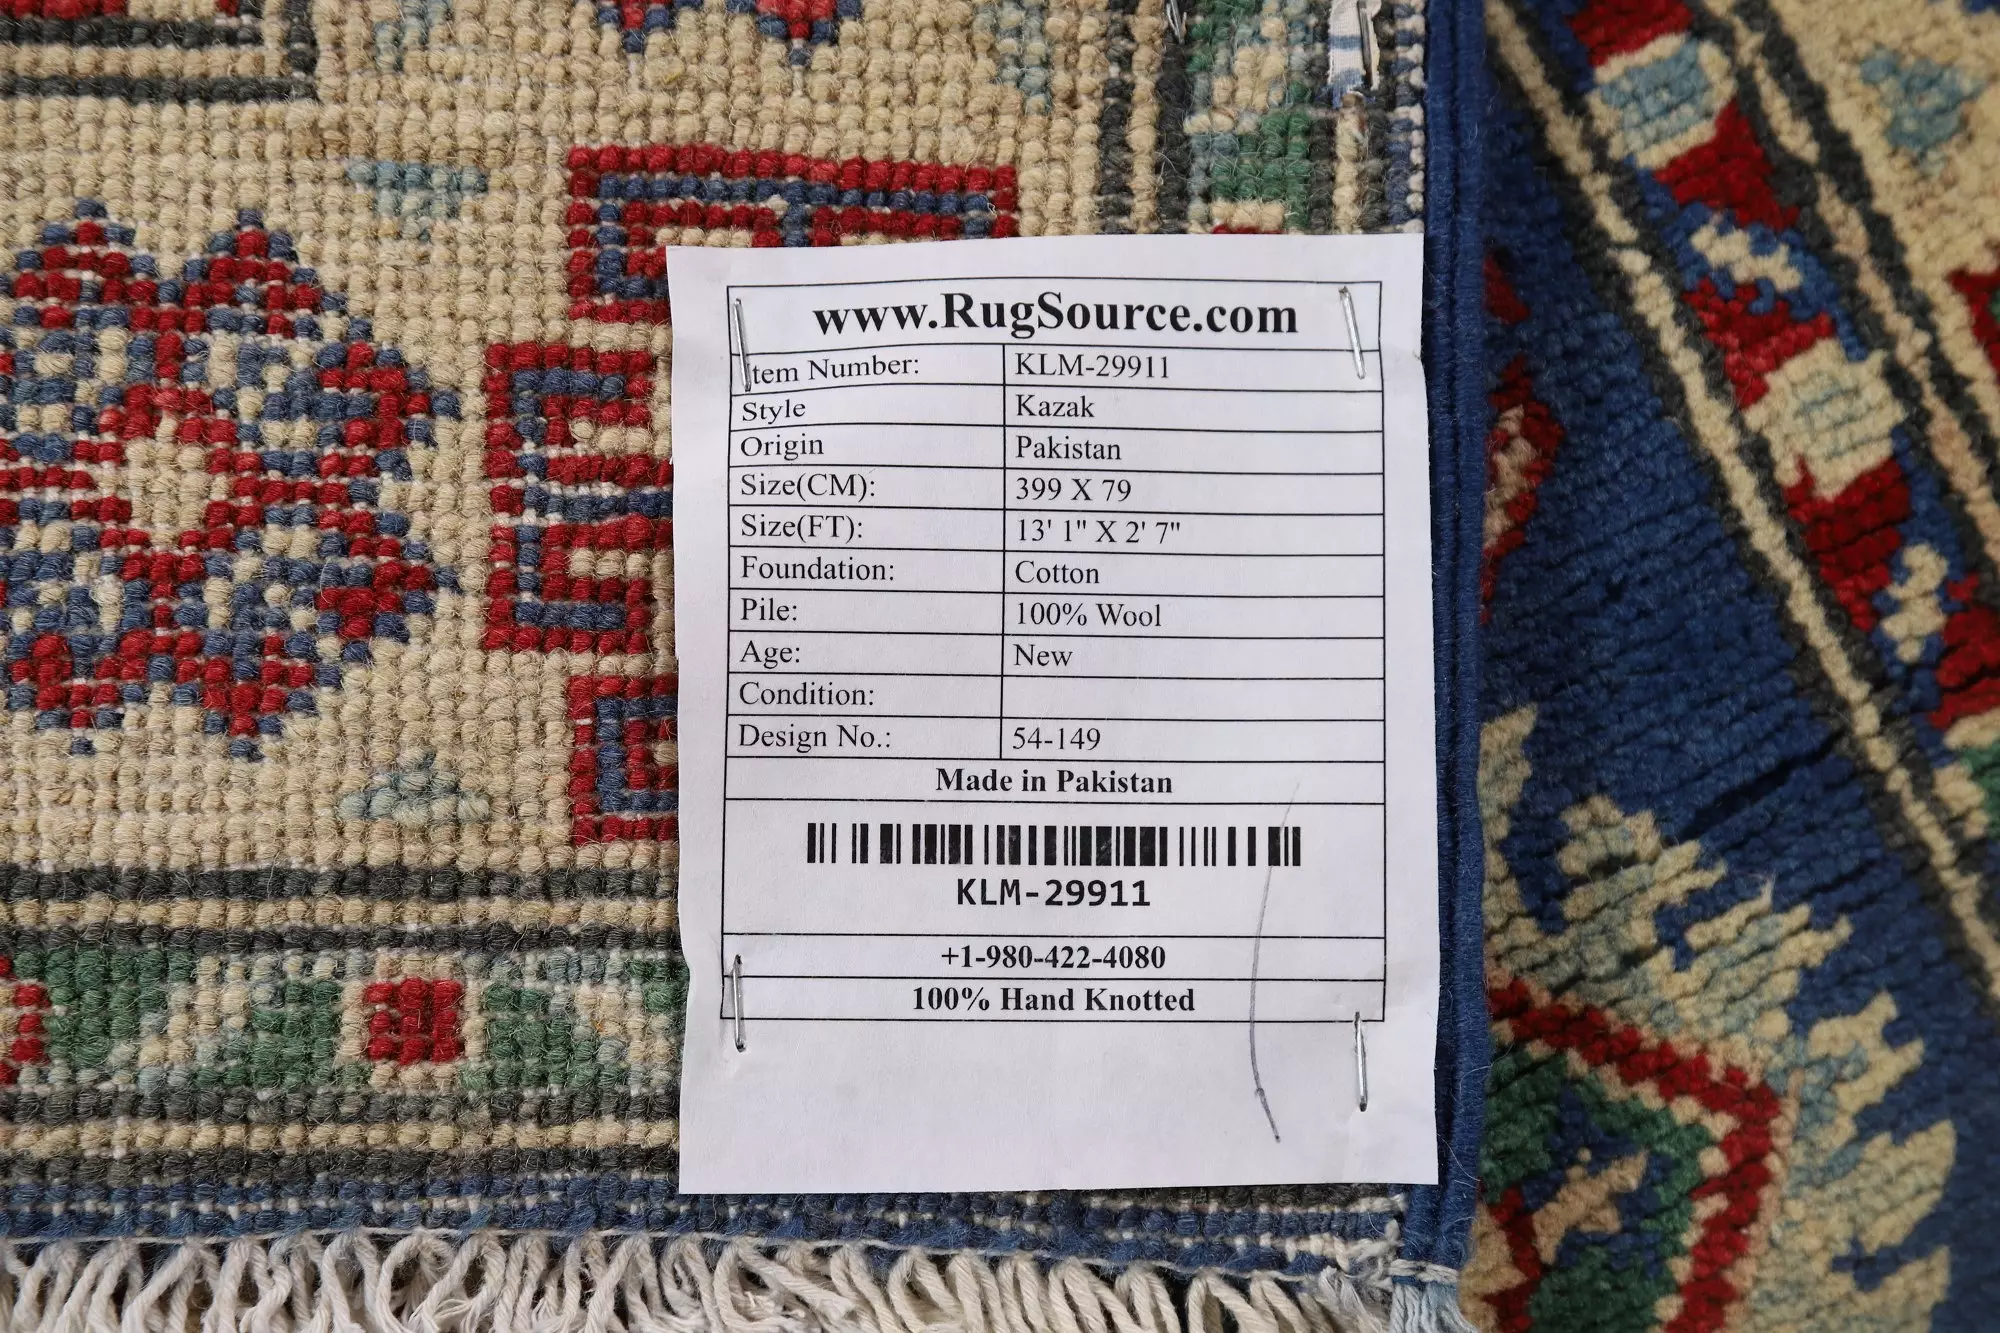 www.RugSource.com
Item Number: KLM-29911
Style Kazak
Origin Pakistan
Size(CM): 399 X 79
Size(FT): 13' 1" X 2' 7"
Foundation: Cotton
Pile: 100% Wool
Age: New
Condition:
Design No.: 54-149
Made in Pakistan
KLM-29911
+1-980-422-4080
100% Hand Knotted